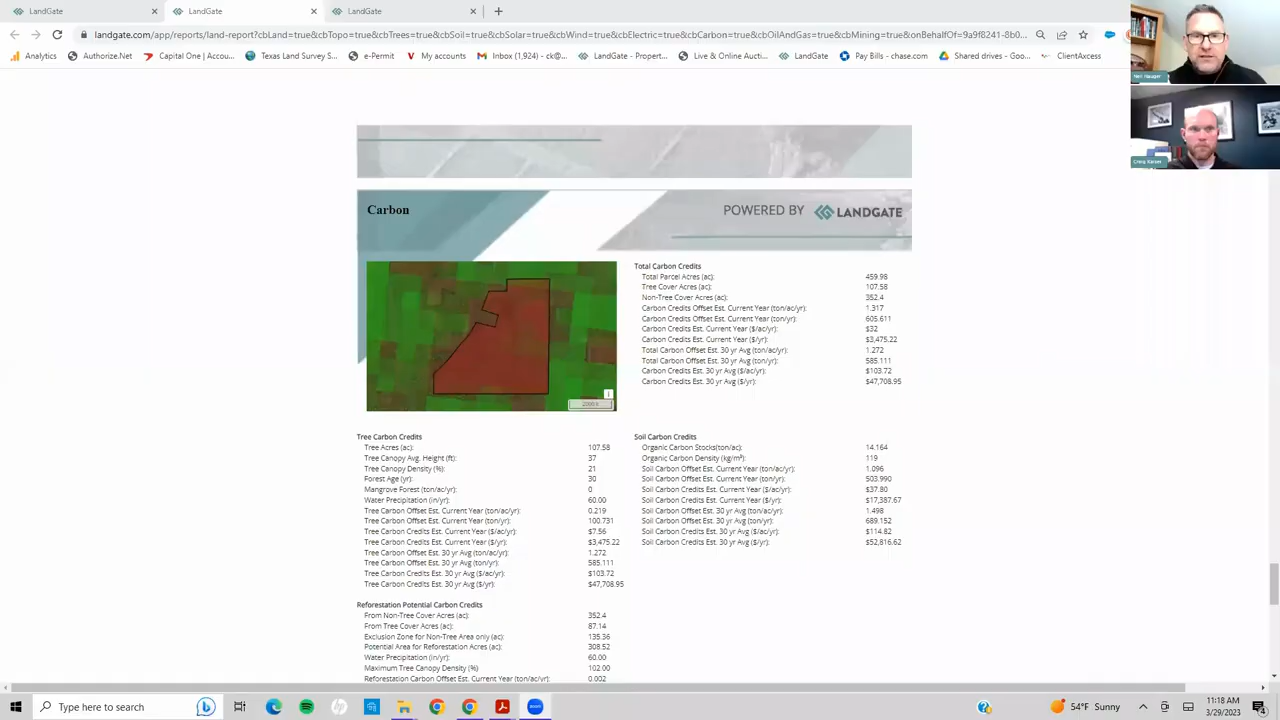 LandGate
LandGate
LandGate
landgate.com/app/reports/land-report?cbLand=true&cbTopo=true&cbTrees=true&cbSoil=true&cbSolar=true&cbWind=true&cbElectric=true&cbCarbon=true&cbOilAndGas=true&cbMining=true&onBehalfOf=9a9f8241-8b0...
Analytics
Authorize.Net
Capital One | Accou...
Texas Land Survey S...
e-Permit
My accounts
Inbox (1,924) - ck@...
LandGate - Propert...
Live & Online Aucti...
LandGate
Pay Bills - chase.com
Shared drives - Goo...
ClientAxcess
Neil Hauger
Craig Kaiser
Carbon
POWERED BY LANDGATE
Total Carbon Credits
Total Parcel Acres (ac): 459.98
Tree Cover Acres (ac): 107.58
Non-Tree Cover Acres (ac): 352.4
Carbon Credits Offset Est. Current Year (ton/ac/yr): 1.317
Carbon Credits Offset Est. Current Year (ton/yr): 605.611
Carbon Credits Est. Current Year ($/ac/yr): $32
Carbon Credits Est. Current Year ($/yr): $3,475.22
Total Carbon Offset Est. 30 yr Avg (ton/ac/yr): 1.272
Total Carbon Offset Est. 30 yr Avg (ton/yr): 585.111
Carbon Credits Est. 30 yr Avg ($/ac/yr): $103.72
Carbon Credits Est. 30 yr Avg ($/yr): $47,708.95
Tree Carbon Credits
Tree Acres (ac): 107.58
Tree Canopy Avg. Height (ft): 37
Tree Canopy Density (%): 21
Forest Age (yr): 30
Mangrove Forest (ton/ac/yr): 0
Water Precipitation (in/yr): 60.00
Tree Carbon Offset Est. Current Year (ton/ac/yr): 0.219
Tree Carbon Offset Est. Current Year (ton/yr): 100.731
Tree Carbon Credits Est. Current Year ($/ac/yr): $7.56
Tree Carbon Credits Est. Current Year ($/yr): $3,475.22
Tree Carbon Offset Est. 30 yr Avg (ton/ac/yr): 1.272
Tree Carbon Offset Est. 30 yr Avg (ton/yr): 585.111
Tree Carbon Credits Est. 30 yr Avg ($/ac/yr): $103.72
Tree Carbon Credits Est. 30 yr Avg ($/yr): $47,708.95
Soil Carbon Credits
Organic Carbon Stocks(ton/ac): 14.164
Organic Carbon Density (kg/m³): 119
Soil Carbon Offset Est. Current Year (ton/ac/yr): 1.096
Soil Carbon Offset Est. Current Year (ton/yr): 503.990
Soil Carbon Credits Est. Current Year ($/ac/yr): $37.80
Soil Carbon Credits Est. Current Year ($/yr): $17,387.67
Soil Carbon Offset Est. 30 yr Avg (ton/ac/yr): 1.498
Soil Carbon Offset Est. 30 yr Avg (ton/yr): 689.152
Soil Carbon Credits Est. 30 yr Avg ($/ac/yr): $114.82
Soil Carbon Credits Est. 30 yr Avg ($/yr): $52,816.62
Reforestation Potential Carbon Credits
From Non-Tree Cover Acres (ac): 352.4
From Tree Cover Acres (ac): 87.14
Exclusion Zone for Non-Tree Area only (ac): 135.36
Potential Area for Reforestation Acres (ac): 308.52
Water Precipitation (in/yr): 60.00
Maximum Tree Canopy Density (%) 102.00
Reforestation Carbon Offset Est. Current Year (ton/ac/yr): 0.002
Type here to search
54°F Sunny
11:18 AM
3/29/2023
4